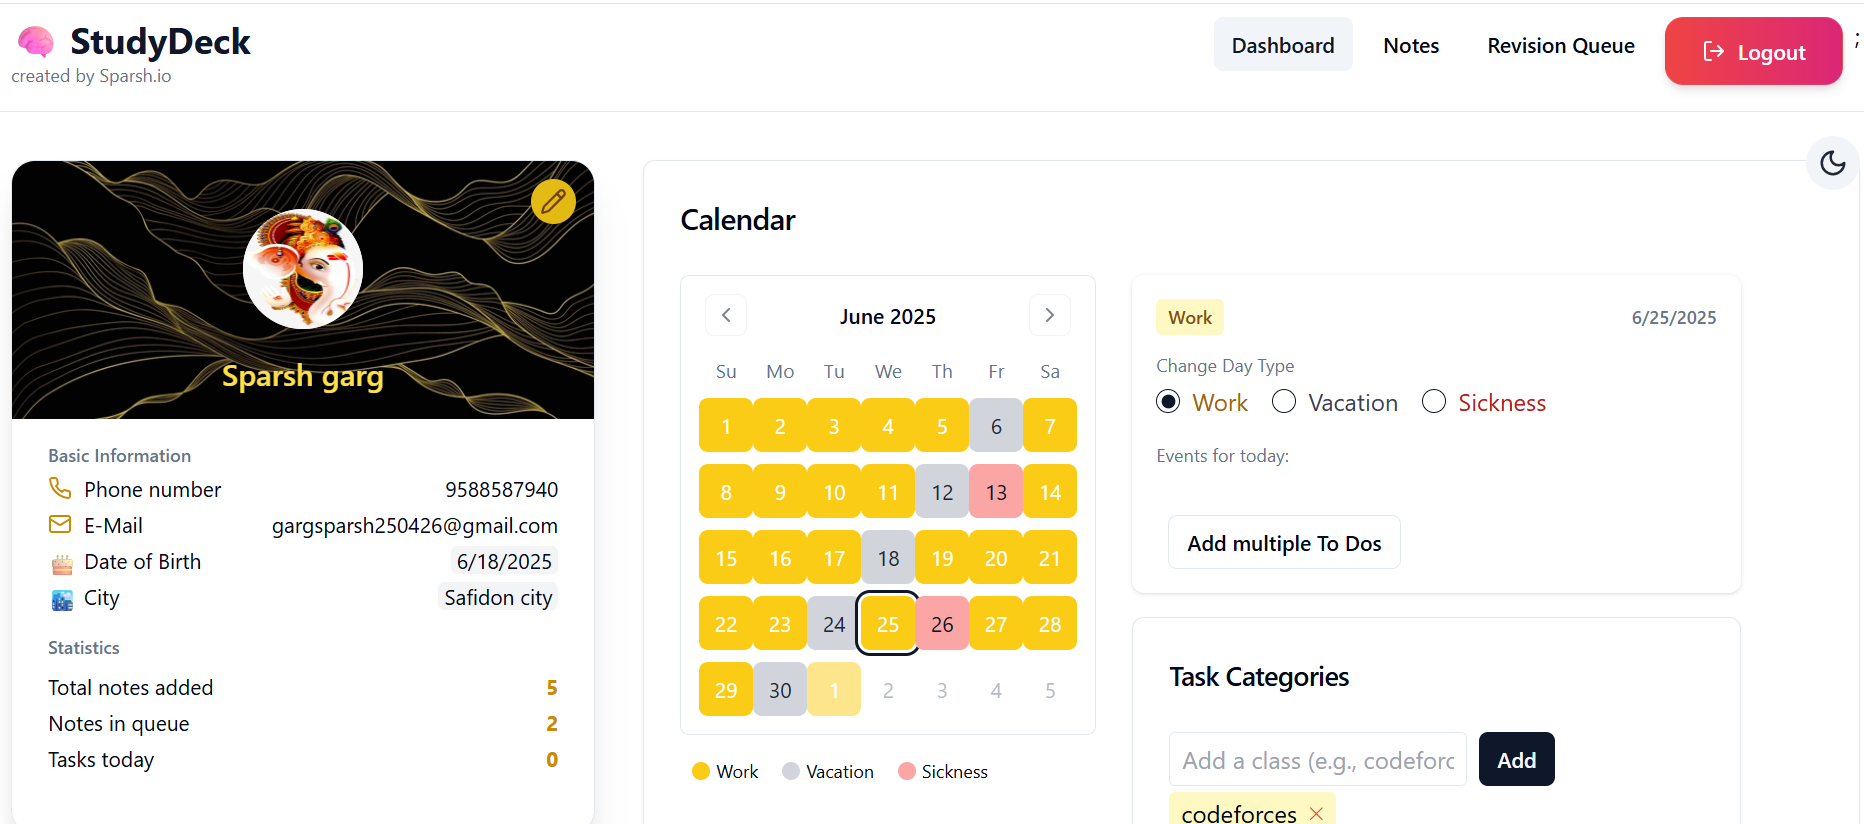 StudyDeck
created by Sparsh.io
Dashboard
Notes
Revision Queue
Logout
;
Sparsh garg
Basic Information
Phone number 9588587940
E-Mail gargsparsh250426@gmail.com
Date of Birth 6/18/2025
City Safidon city
Statistics
Total notes added 5
Notes in queue 2
Tasks today 0
Calendar
June 2025
Su Mo Tu We Th Fr Sa
1 2 3 4 5 6 7
8 9 10 11 12 13 14
15 16 17 18 19 20 21
22 23 24 25 26 27 28
29 30 1 2 3 4 5
Work Vacation Sickness
Work 6/25/2025
Change Day Type
Work Vacation Sickness
Events for today:
Add multiple To Dos
Task Categories
Add a class (e.g., codeforc Add
codeforces ×